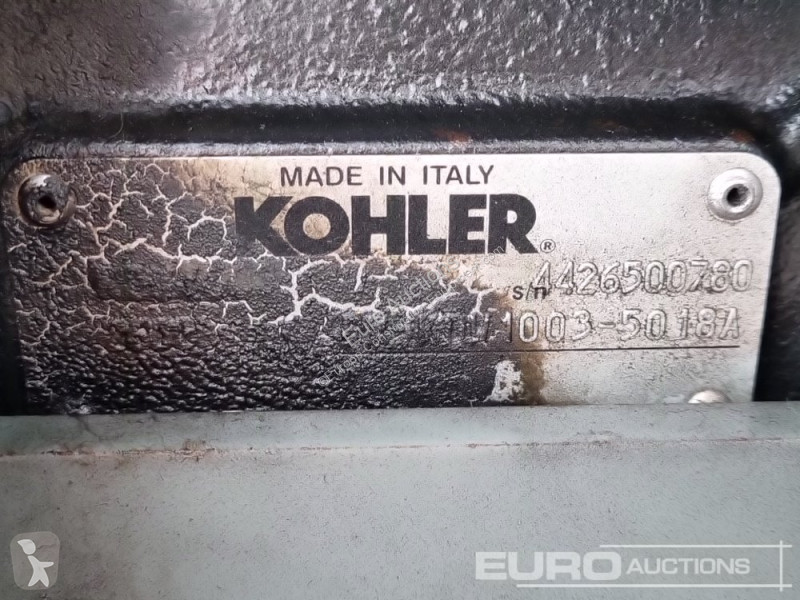 MADE IN ITALY
KOHLER®
s/n 4426500780
1003-5018A
EURO AUCTIONS